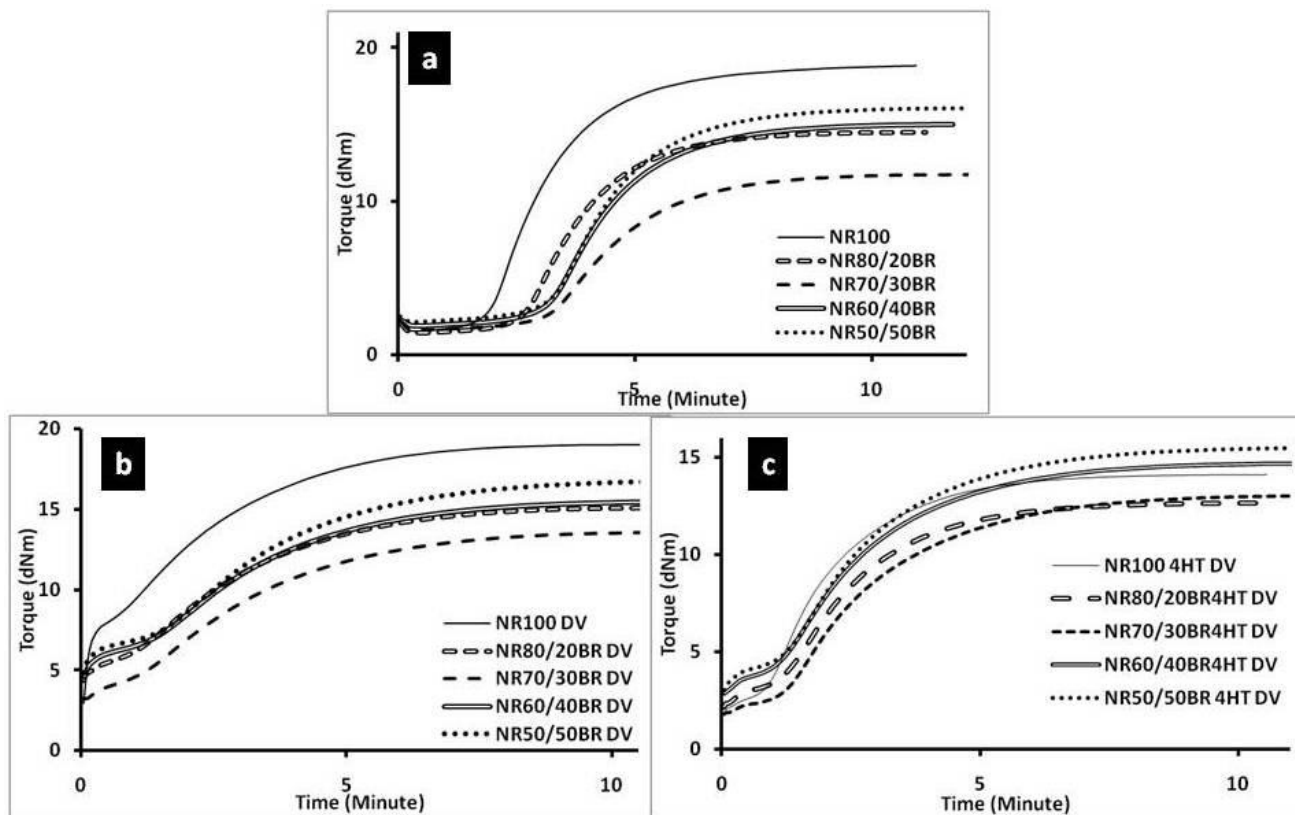 a
20
10
0
Torque (dNm)
NR100
NR80/20BR
NR70/30BR
NR60/40BR
NR50/50BR
0
5
10
Time (Minute)
b
20
15
10
5
0
Torque (dNm)
NR100 DV
NR80/20BR DV
NR70/30BR DV
NR60/40BR DV
NR50/50BR DV
0
5
10
Time (Minute)
c
15
10
5
0
Torque (dNm)
NR100 4HT DV
NR80/20BR4HT DV
NR70/30BR4HT DV
NR60/40BR4HT DV
NR50/50BR 4HT DV
0
5
10
Time (Minute)